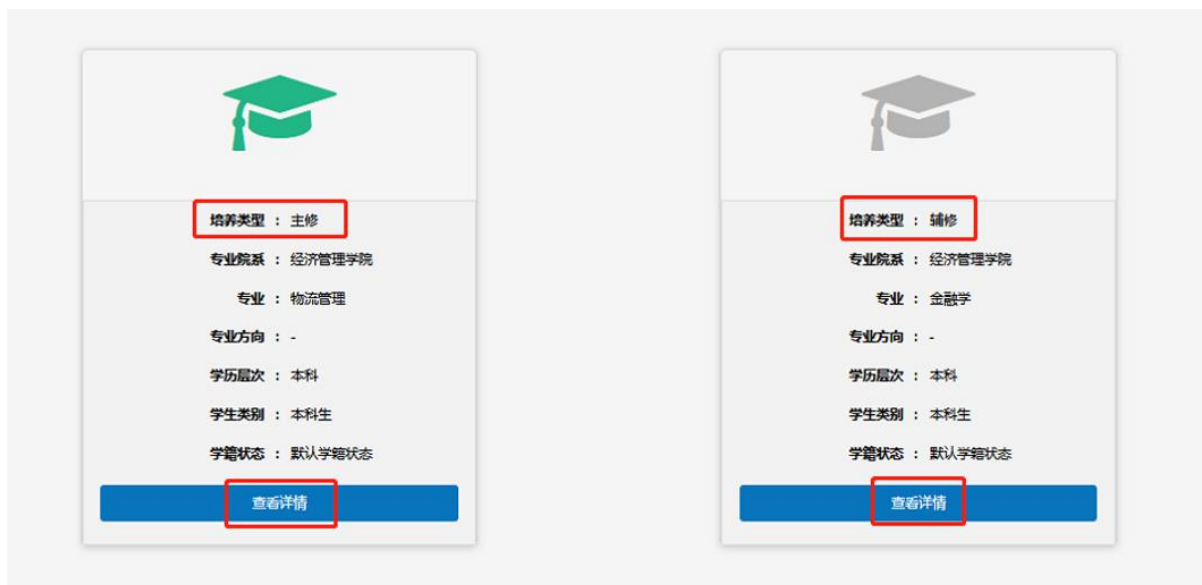 培养类型 ： 主修
专业院系 ： 经济管理学院
专业 ： 物流管理
专业方向 ： -
学历层次 ： 本科
学生类别 ： 本科生
学籍状态 ： 默认学籍状态
查看详情
培养类型 ： 辅修
专业院系 ： 经济管理学院
专业 ： 金融学
专业方向 ： -
学历层次 ： 本科
学生类别 ： 本科生
学籍状态 ： 默认学籍状态
查看详情